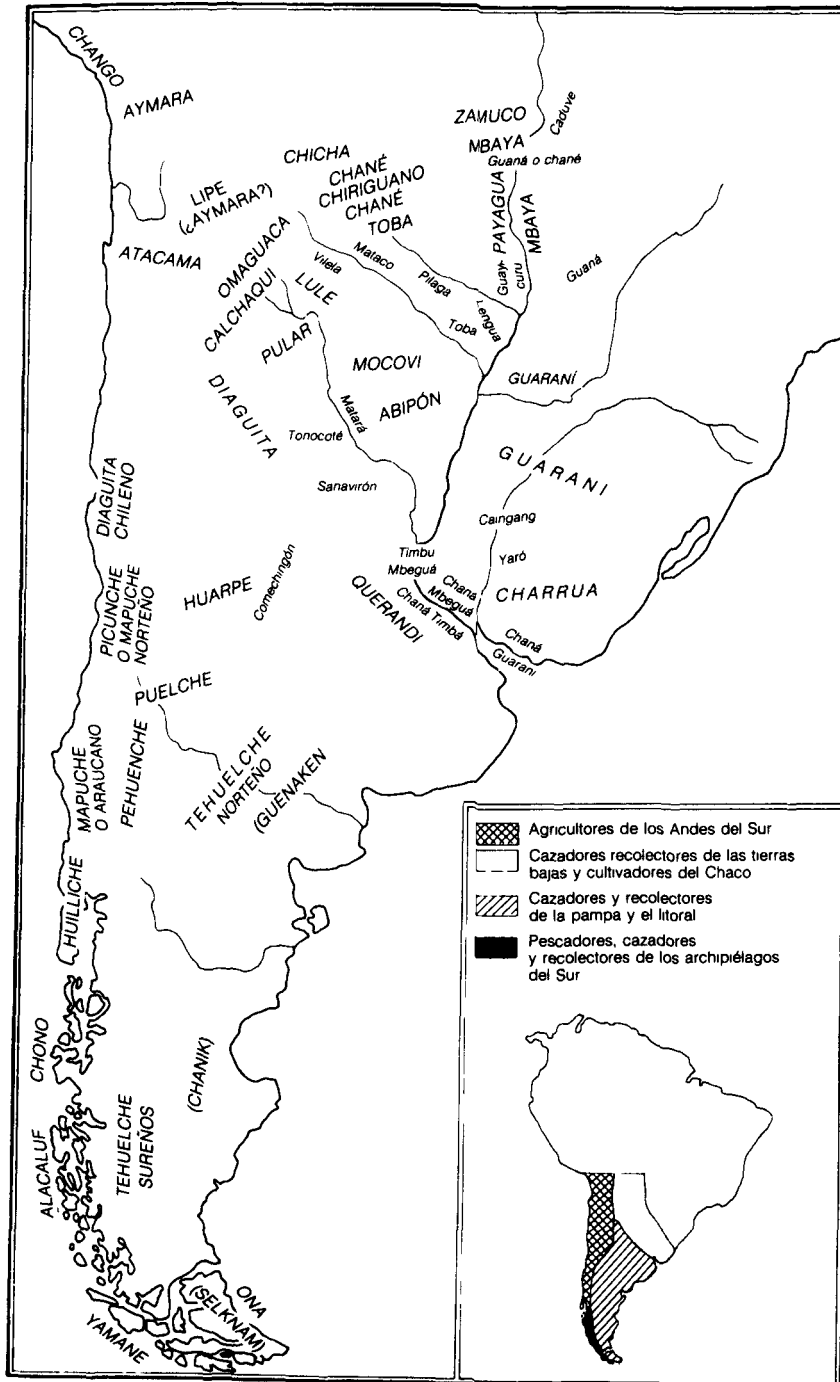 CHANGO
AYMARA
ZAMUCO
Caduve
MBAYA
Guaná o chané
CHICHA
CHANÉ
CHIRIGUANO
CHANÉ
TOBA
LIPE
(¿AYMARA?)
PAYAGUA
MBAYA
Guay-
curu
Guaná
ATACAMA
OMAGUACA
CALCHAQUI
LULE
Vilela
Mataco
Pilaga
Lengua
Toba
PULAR
MOCOVI
GUARANÍ
DIAGUITA
Matará
ABIPÓN
Tonocoté
GUARANI
Sanavirón
DIAGUITA
CHILENO
Caingang
Timbu
Mbeguá
Yaró
HUARPE
Comechingón
QUERANDI
Chaná
Mbeguá
Chaná Timbá
CHARRUA
Chaná
Guarani
PICUNCHE
O MAPUCHE
NORTEÑO
PUELCHE
MAPUCHE
O ARAUCANO
PEHUENCHE
TEHUELCHE
NORTEÑO
(GUENAKEN
HUILLICHE
CHONO
(CHANIK)
ALACALUF
TEHUELCHE
SUREÑOS
ONA
(SELKNAM)
YAMANE
Agricultores de los Andes del Sur
Cazadores recolectores de las tierras
bajas y cultivadores del Chaco
Cazadores y recolectores
de la pampa y el litoral
Pescadores, cazadores
y recolectores de los archipiélagos
del Sur